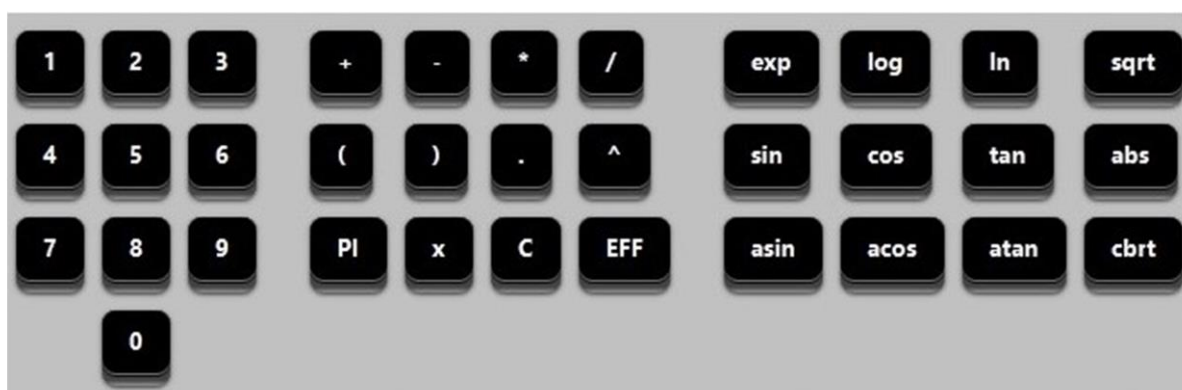 1 2 3 + - * / exp log ln sqrt
4 5 6 ( ) . ^ sin cos tan abs
7 8 9 PI x C EFF asin acos atan cbrt
0